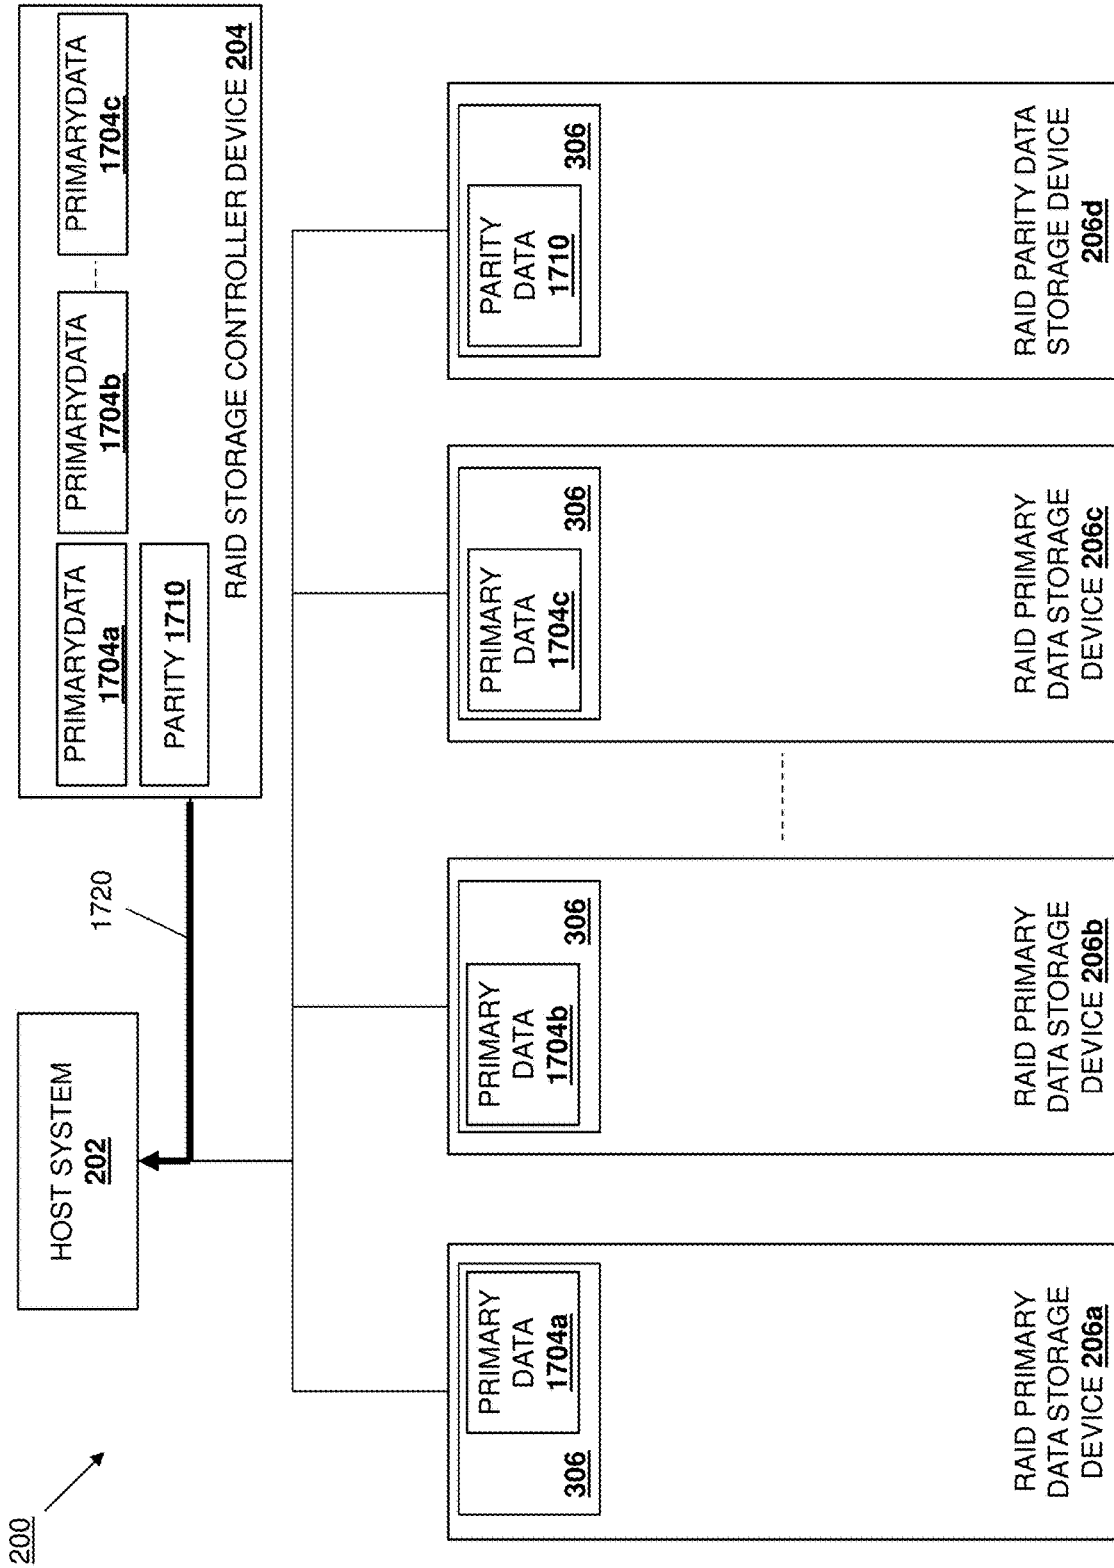 200
HOST SYSTEM
202
1720
PRIMARYDATA
1704a
PRIMARYDATA
1704b
PRIMARYDATA
1704c
PARITY 1710
RAID STORAGE CONTROLLER DEVICE 204
306
PRIMARY
DATA
1704a
RAID PRIMARY
DATA STORAGE
DEVICE 206a
PRIMARY
DATA
1704b
306
RAID PRIMARY
DATA STORAGE
DEVICE 206b
PRIMARY
DATA
1704c
306
RAID PRIMARY
DATA STORAGE
DEVICE 206c
PARITY
DATA
1710
306
RAID PARITY DATA
STORAGE DEVICE
206d